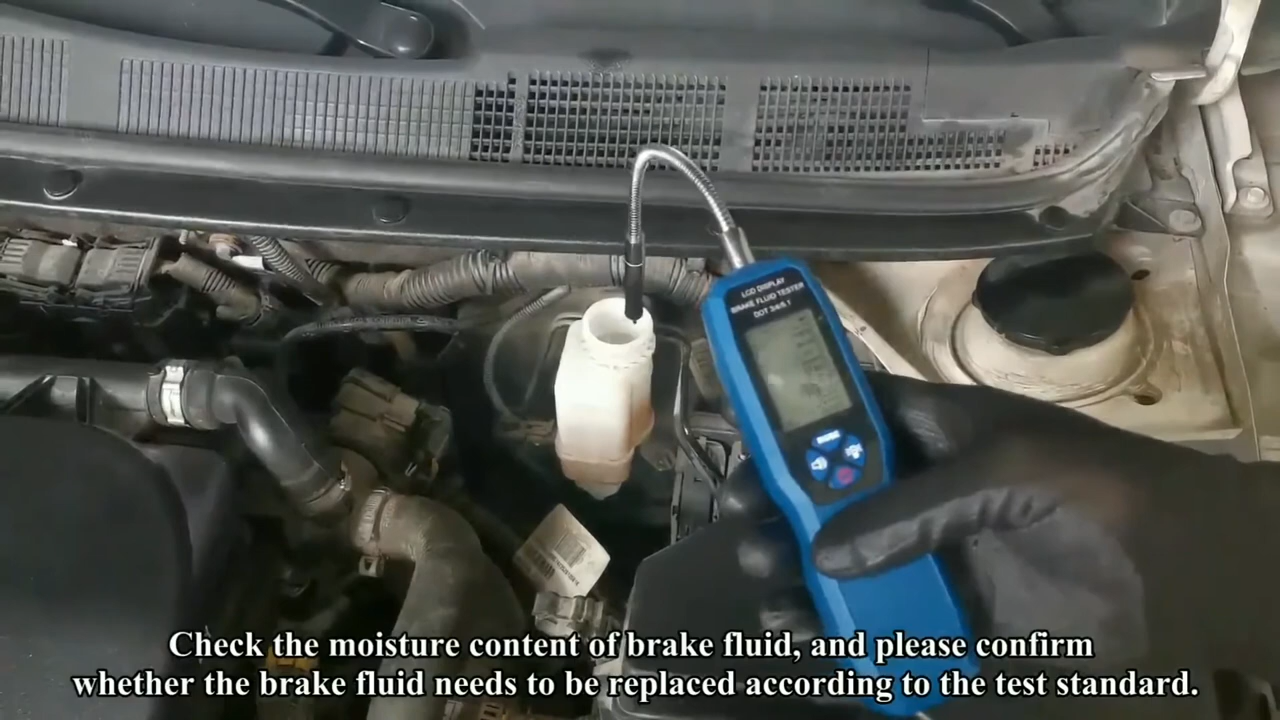 LCD DISPLAY
BRAKE FLUID TESTER
DOT 3/4/5.1
Check the moisture content of brake fluid, and please confirm
whether the brake fluid needs to be replaced according to the test standard.